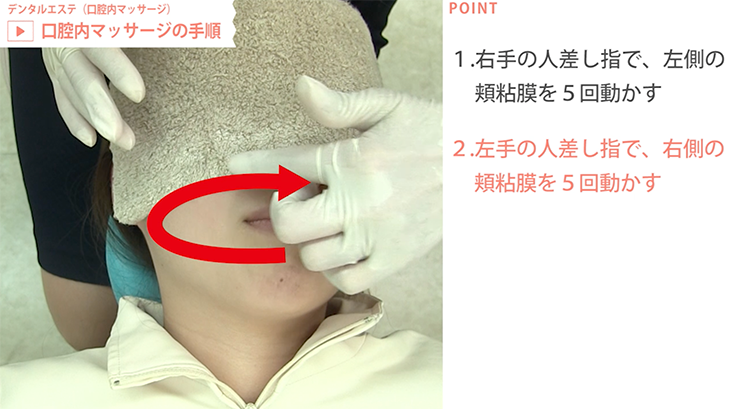 デンタルエステ（口腔内マッサージ）
口腔内マッサージの手順
POINT
１.右手の人差し指で、左側の
頬粘膜を５回動かす
２.左手の人差し指で、右側の
頬粘膜を５回動かす